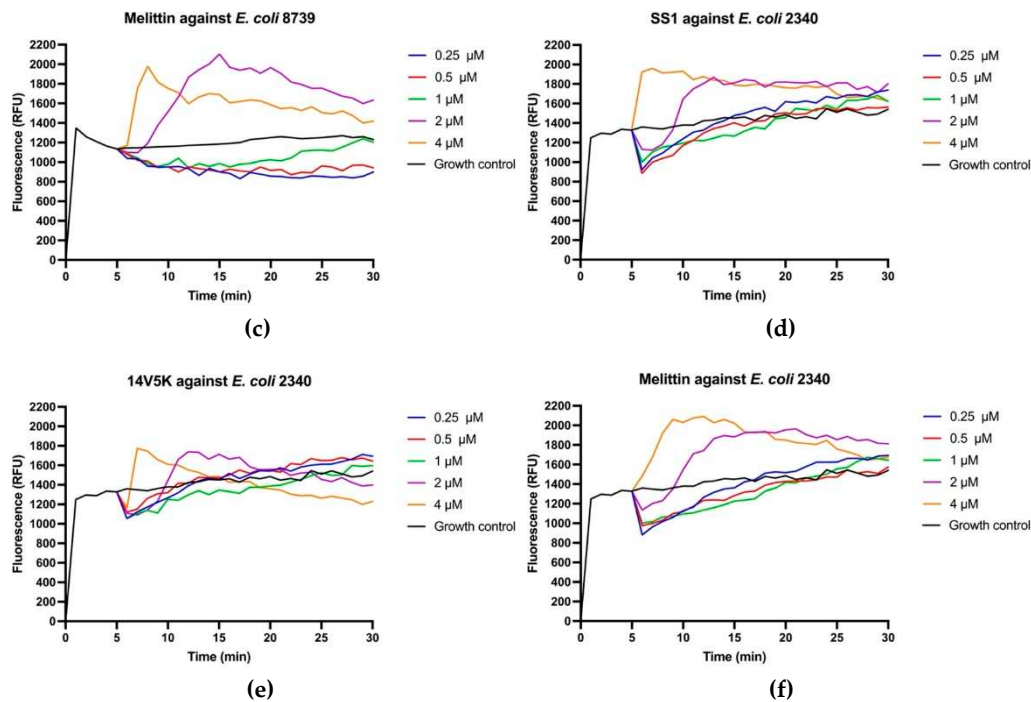 Melittin against E. coli 8739
2200
2000
1800
1600
1400
1200
1000
800
600
400
200
0
Fluorescence (RFU)
0 5 10 15 20 25 30
Time (min)
0.25 µM
0.5 µM
1 µM
2 µM
4 µM
Growth control
(c)
SS1 against E. coli 2340
2200
2000
1800
1600
1400
1200
1000
800
600
400
200
0
Fluorescence (RFU)
0 5 10 15 20 25 30
Time (min)
0.25 µM
0.5 µM
1 µM
2 µM
4 µM
Growth control
(d)
14V5K against E. coli 2340
2200
2000
1800
1600
1400
1200
1000
800
600
400
200
0
Fluorescence (RFU)
0 5 10 15 20 25 30
Time (min)
0.25 µM
0.5 µM
1 µM
2 µM
4 µM
Growth control
(e)
Melittin against E. coli 2340
2200
2000
1800
1600
1400
1200
1000
800
600
400
200
0
Fluorescence (RFU)
0 5 10 15 20 25 30
Time (min)
0.25 µM
0.5 µM
1 µM
2 µM
4 µM
Growth control
(f)